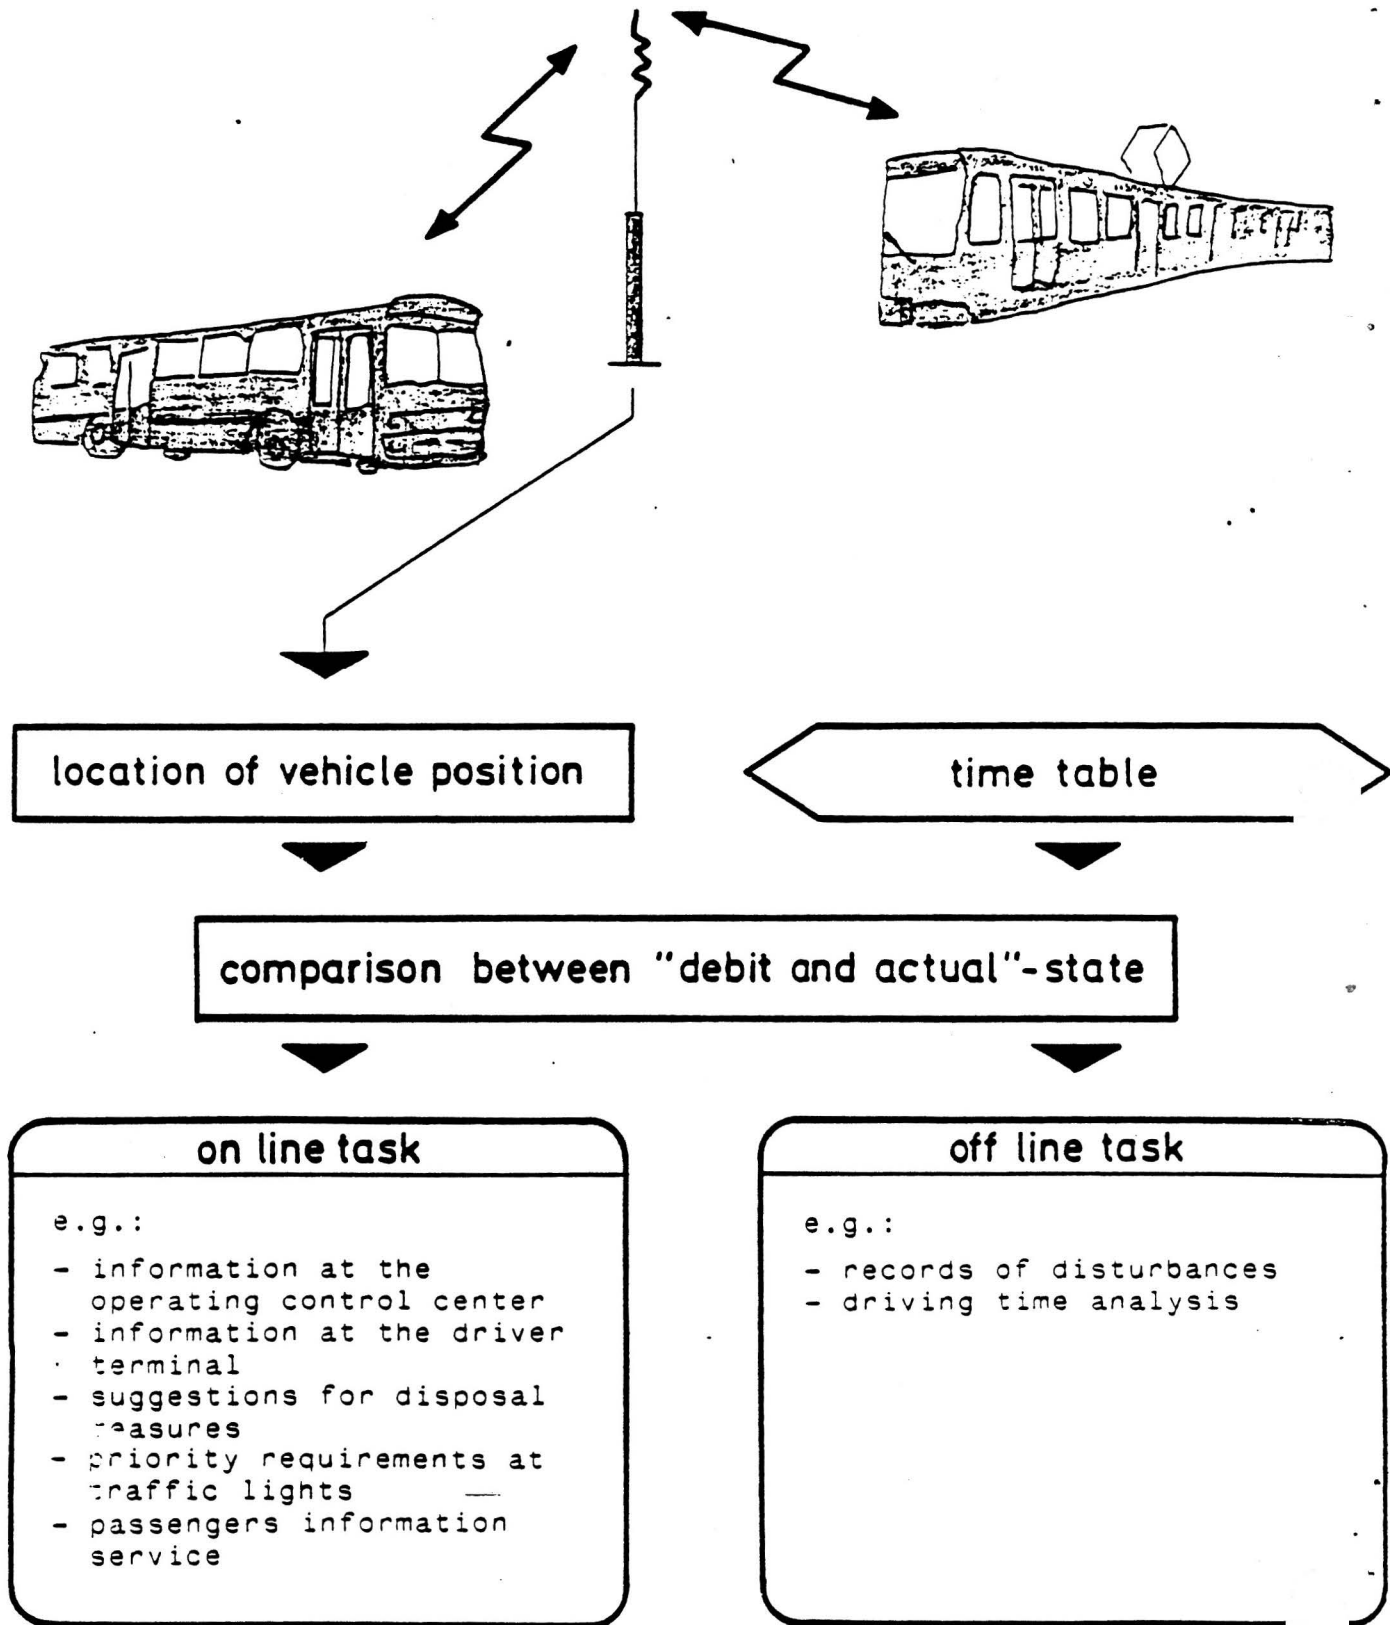 location of vehicle position
time table
comparison between "debit and actual"-state
on line task
e.g.:
- information at the
operating control center
- information at the driver
terminal
- suggestions for disposal
measures
- priority requirements at
traffic lights
- passengers information
service
off line task
e.g.:
- records of disturbances
- driving time analysis